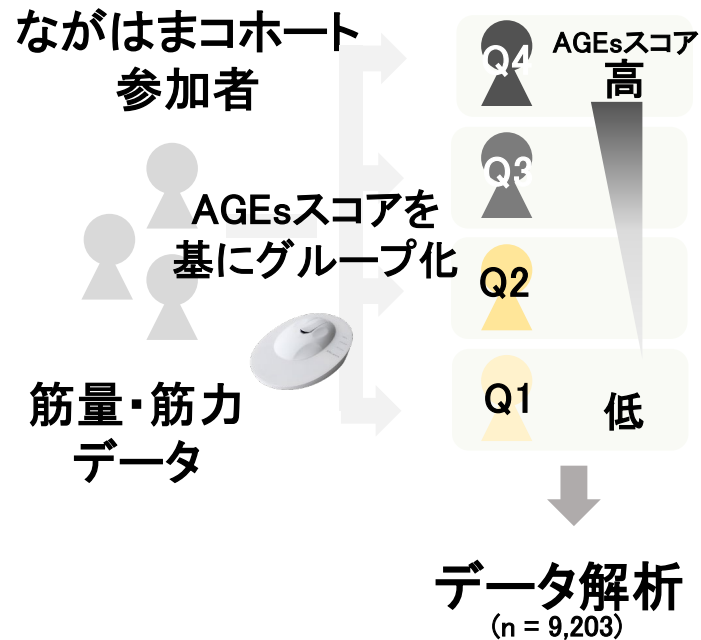 ながはまコホート
参加者
AGEsスコアを
基にグループ化
筋量・筋力
データ
Q4
AGEsスコア
高
Q3
Q2
Q1
低
データ解析
(n = 9,203)